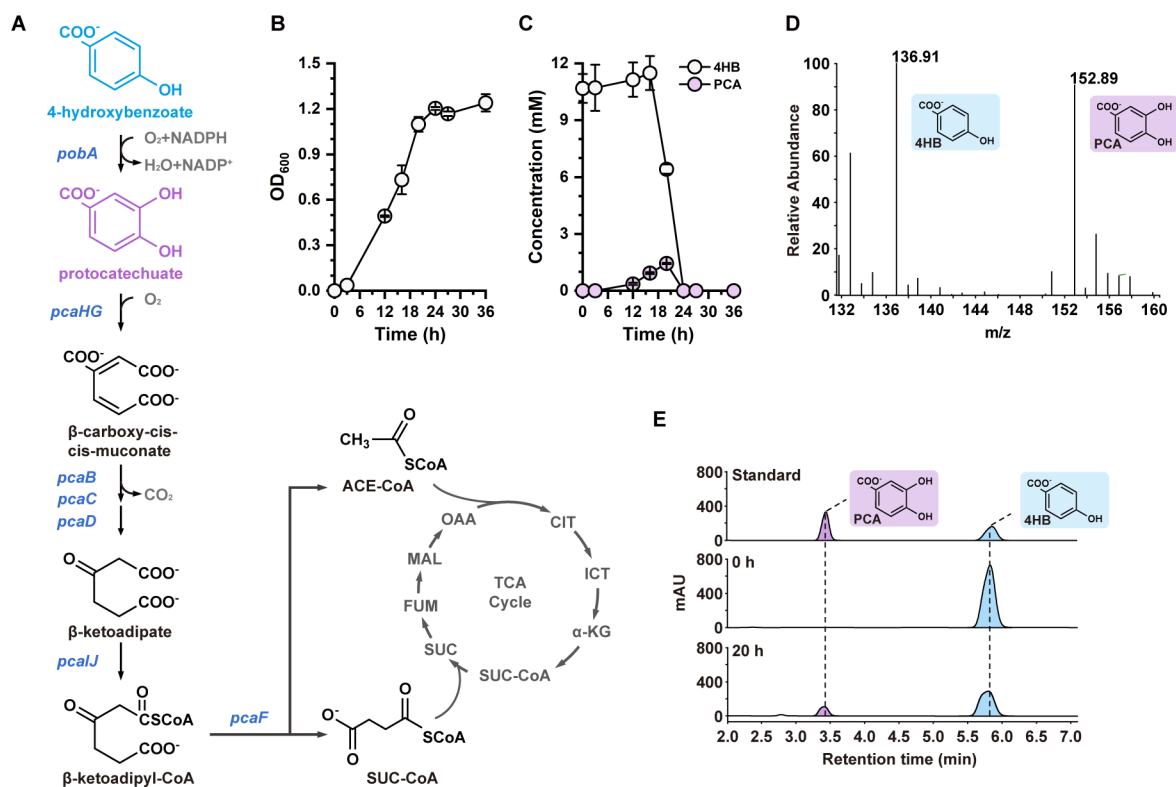 A
COO⁻
OH
4-hydroxybenzoate
pobA
O₂+NADPH
H₂O+NADP⁺
COO⁻
OH
OH
protocatechuate
pcaHG
O₂
COO⁻
COO⁻
COO⁻
β-carboxy-cis-
cis-muconate
pcaB
pcaC
pcaD
CO₂
COO⁻
O
COO⁻
β-ketoadipate
pcaIJ
O
O
CSCoA
COO⁻
β-ketoadipyl-CoA
pcaF
O
CH₃
SCoA
ACE-CoA
O⁻
O
O
SCoA
SUC-CoA
OAA
CIT
MAL
ICT
TCA
Cycle
FUM
α-KG
SUC
SUC-CoA
B
OD₆₀₀
1.5
1.2
0.9
0.6
0.3
0.0
0 6 12 18 24 30 36
Time (h)
C
Concentration (mM)
4HB
PCA
12
9
6
3
0
0 6 12 18 24 30 36
Time (h)
D
Relative Abundance
100
80
60
40
20
0
136.91
152.89
COO⁻
OH
4HB
COO⁻
OH
OH
PCA
132 136 140 144 148 152 156 160
m/z
E
mAU
800
400
0
Standard
COO⁻
OH
OH
PCA
COO⁻
OH
4HB
800
400
0
0 h
800
400
0
20 h
2.0 2.5 3.0 3.5 4.0 4.5 5.0 5.5 6.0 6.5 7.0
Retention time (min)